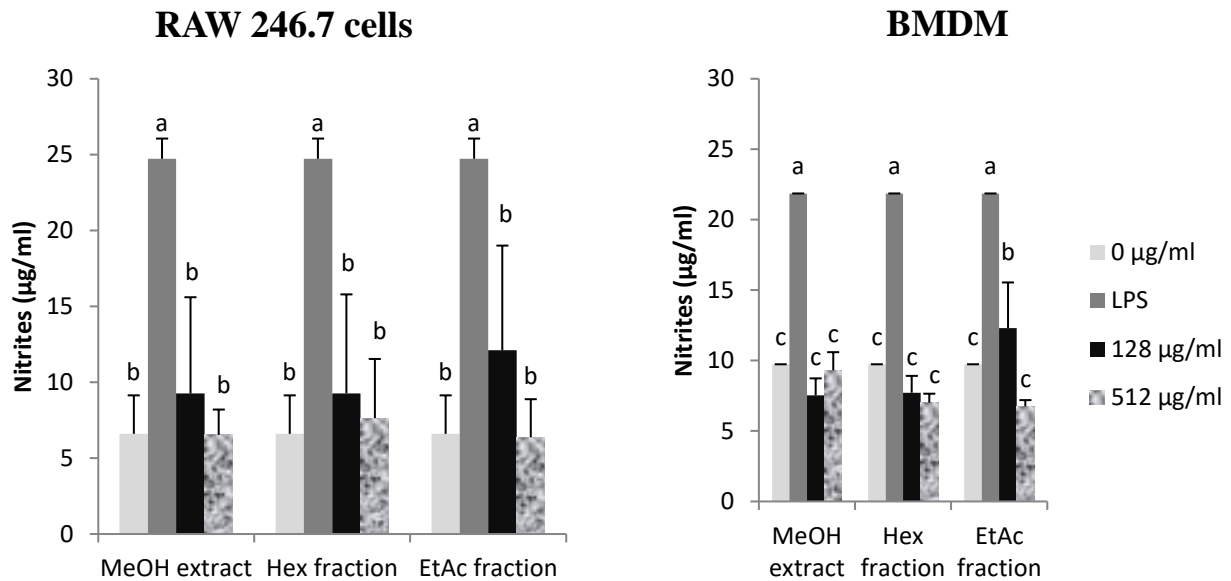 RAW 246.7 cells
Nitrites (µg/ml)
30
25
20
15
10
5
0
a
a
a
b
b
b
b
b
b
b
b
b
MeOH extract
Hex fraction
EtAc fraction
BMDM
Nitrites (µg/ml)
30
25
20
15
10
5
0
a
a
a
c
c
c
c
c
c
c
b
c
MeOH
extract
Hex
fraction
EtAc
fraction
0 µg/ml
LPS
128 µg/ml
512 µg/ml